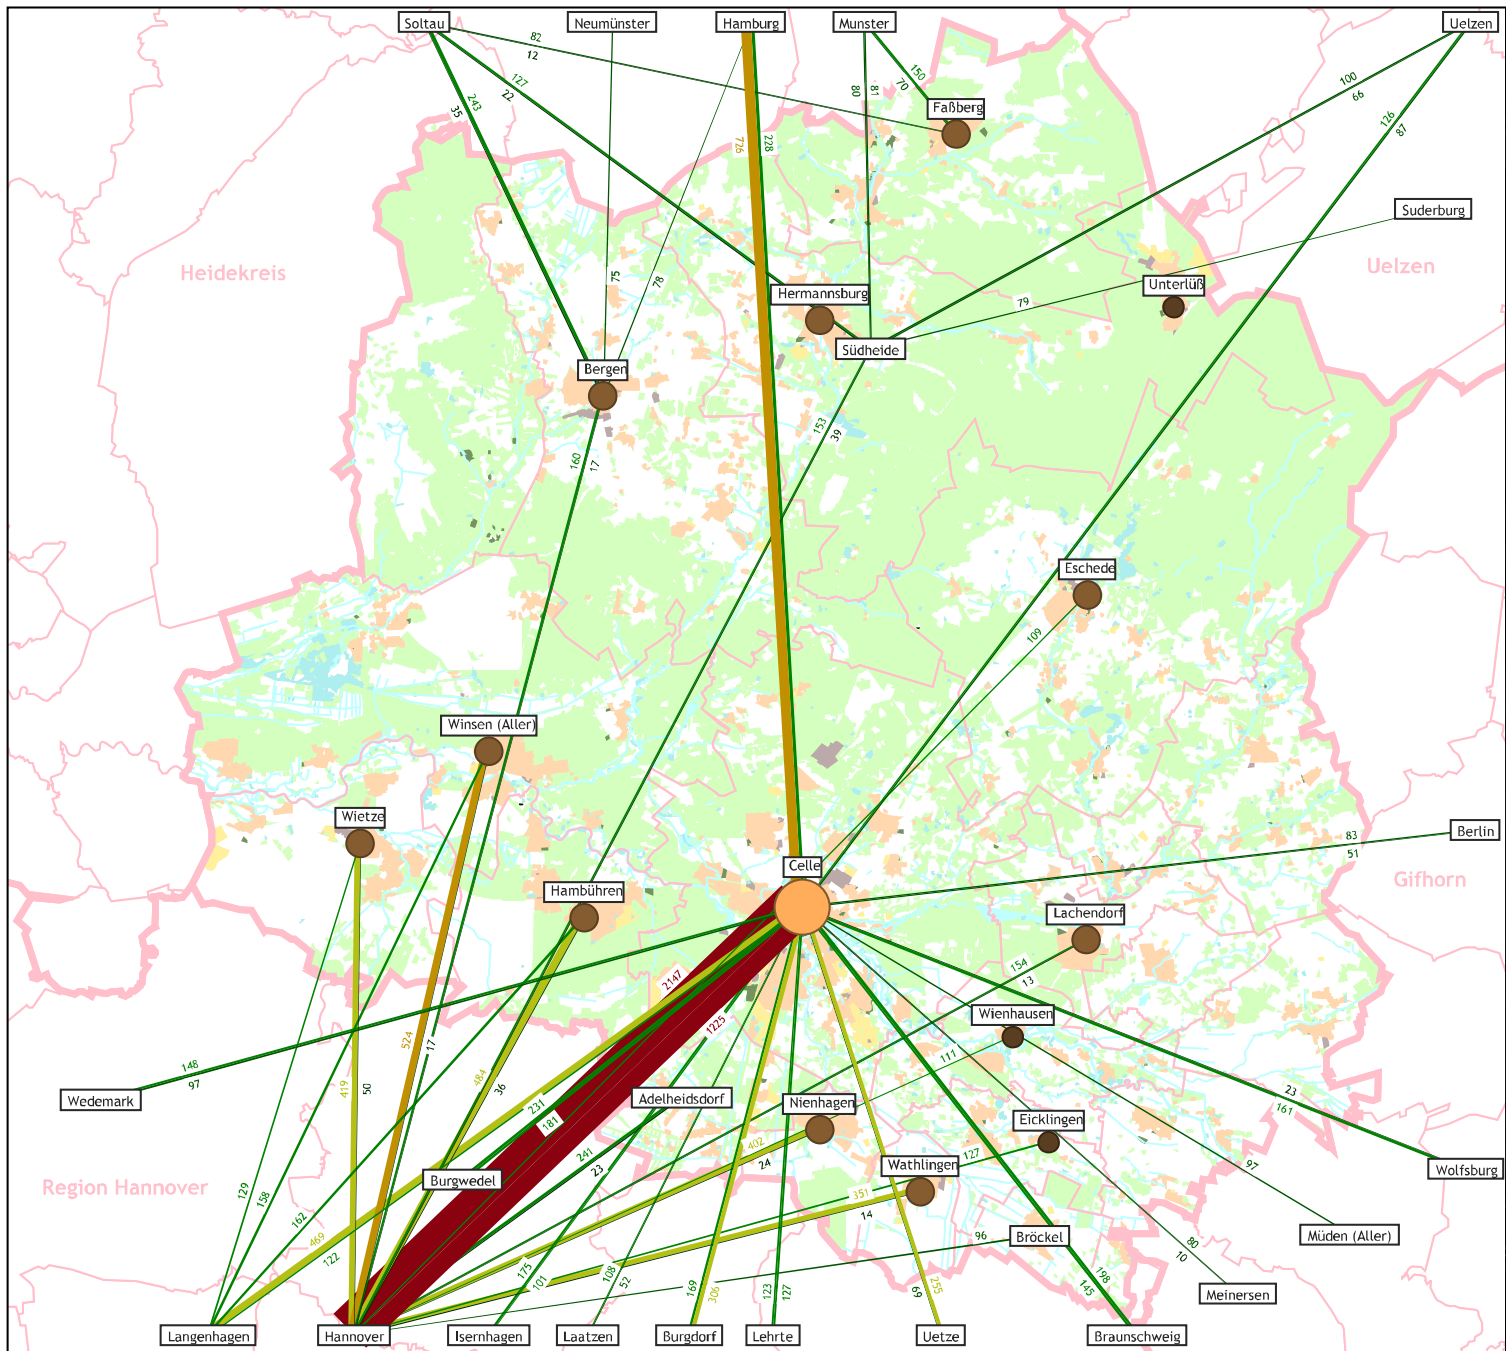 Soltau
Neumünster
Hamburg
Munster
Uelzen
82
12
127
22
243
35
726
228
80
81
150
70
100
66
126
87
Faßberg
Suderburg
Heidekreis
Uelzen
75
78
79
Hermannsburg
Unterlüß
Südheide
Bergen
153
39
160
17
Eschede
109
Winsen (Aller)
Wietze
Celle
Berlin
83
51
Hambühren
Gifhorn
Lachendorf
154
13
2147
1225
Wienhausen
524
17
111
148
97
Wedemark
419
50
484
36
231
181
Adelheidsdorf
Nienhagen
Eicklingen
23
161
127
402
24
241
23
Wathlingen
Wolfsburg
97
Burgwedel
Region Hannover
129
158
162
351
14
469
122
96
Bröckel
Müden (Aller)
80
10
175
101
108
52
169
306
123
127
255
69
198
145
Meinersen
Langenhagen
Hannover
Isernhagen
Laatzen
Burgdorf
Lehrte
Uetze
Braunschweig